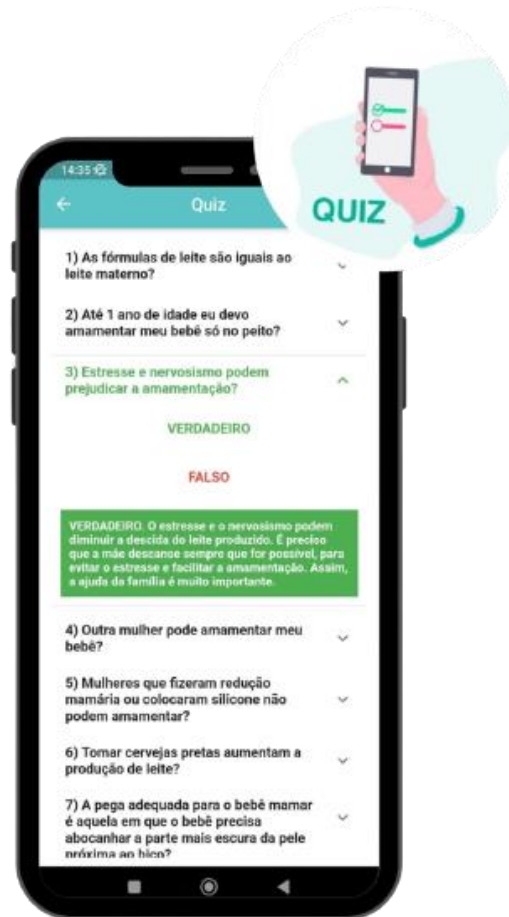 14:35
Quiz
QUIZ
1) As fórmulas de leite são iguais ao
leite materno?
2) Até 1 ano de idade eu devo
amamentar meu bebê só no peito?
3) Estresse e nervosismo podem
prejudicar a amamentação?
VERDADEIRO
FALSO
VERDADEIRO. O estresse e o nervosismo podem
diminuir a descida do leite produzido. É preciso
que a mãe descanse sempre que for possível, para
evitar o estresse e facilitar a amamentação. Assim,
a ajuda da família é muito importante.
4) Outra mulher pode amamentar meu
bebê?
5) Mulheres que fizeram redução
mamária ou colocaram silicone não
podem amamentar?
6) Tomar cervejas pretas aumentam a
produção de leite?
7) A pega adequada para o bebê mamar
é aquela em que o bebê precisa
abocanhar a parte mais escura da pele
próxima ao bico?